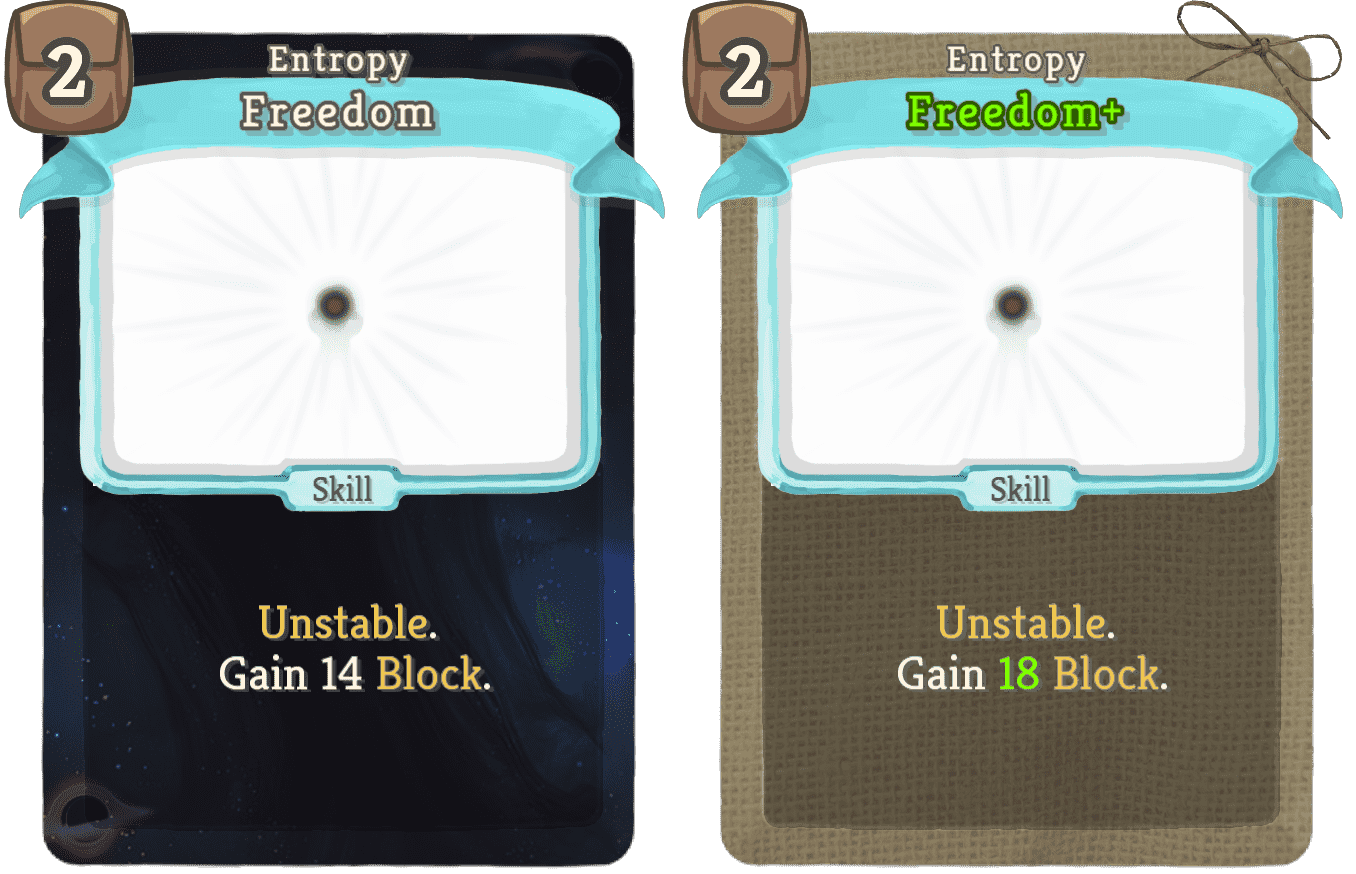 2
Entropy
Freedom
Skill
Unstable.
Gain 14 Block.
2
Entropy
Freedom+
Skill
Unstable.
Gain 18 Block.